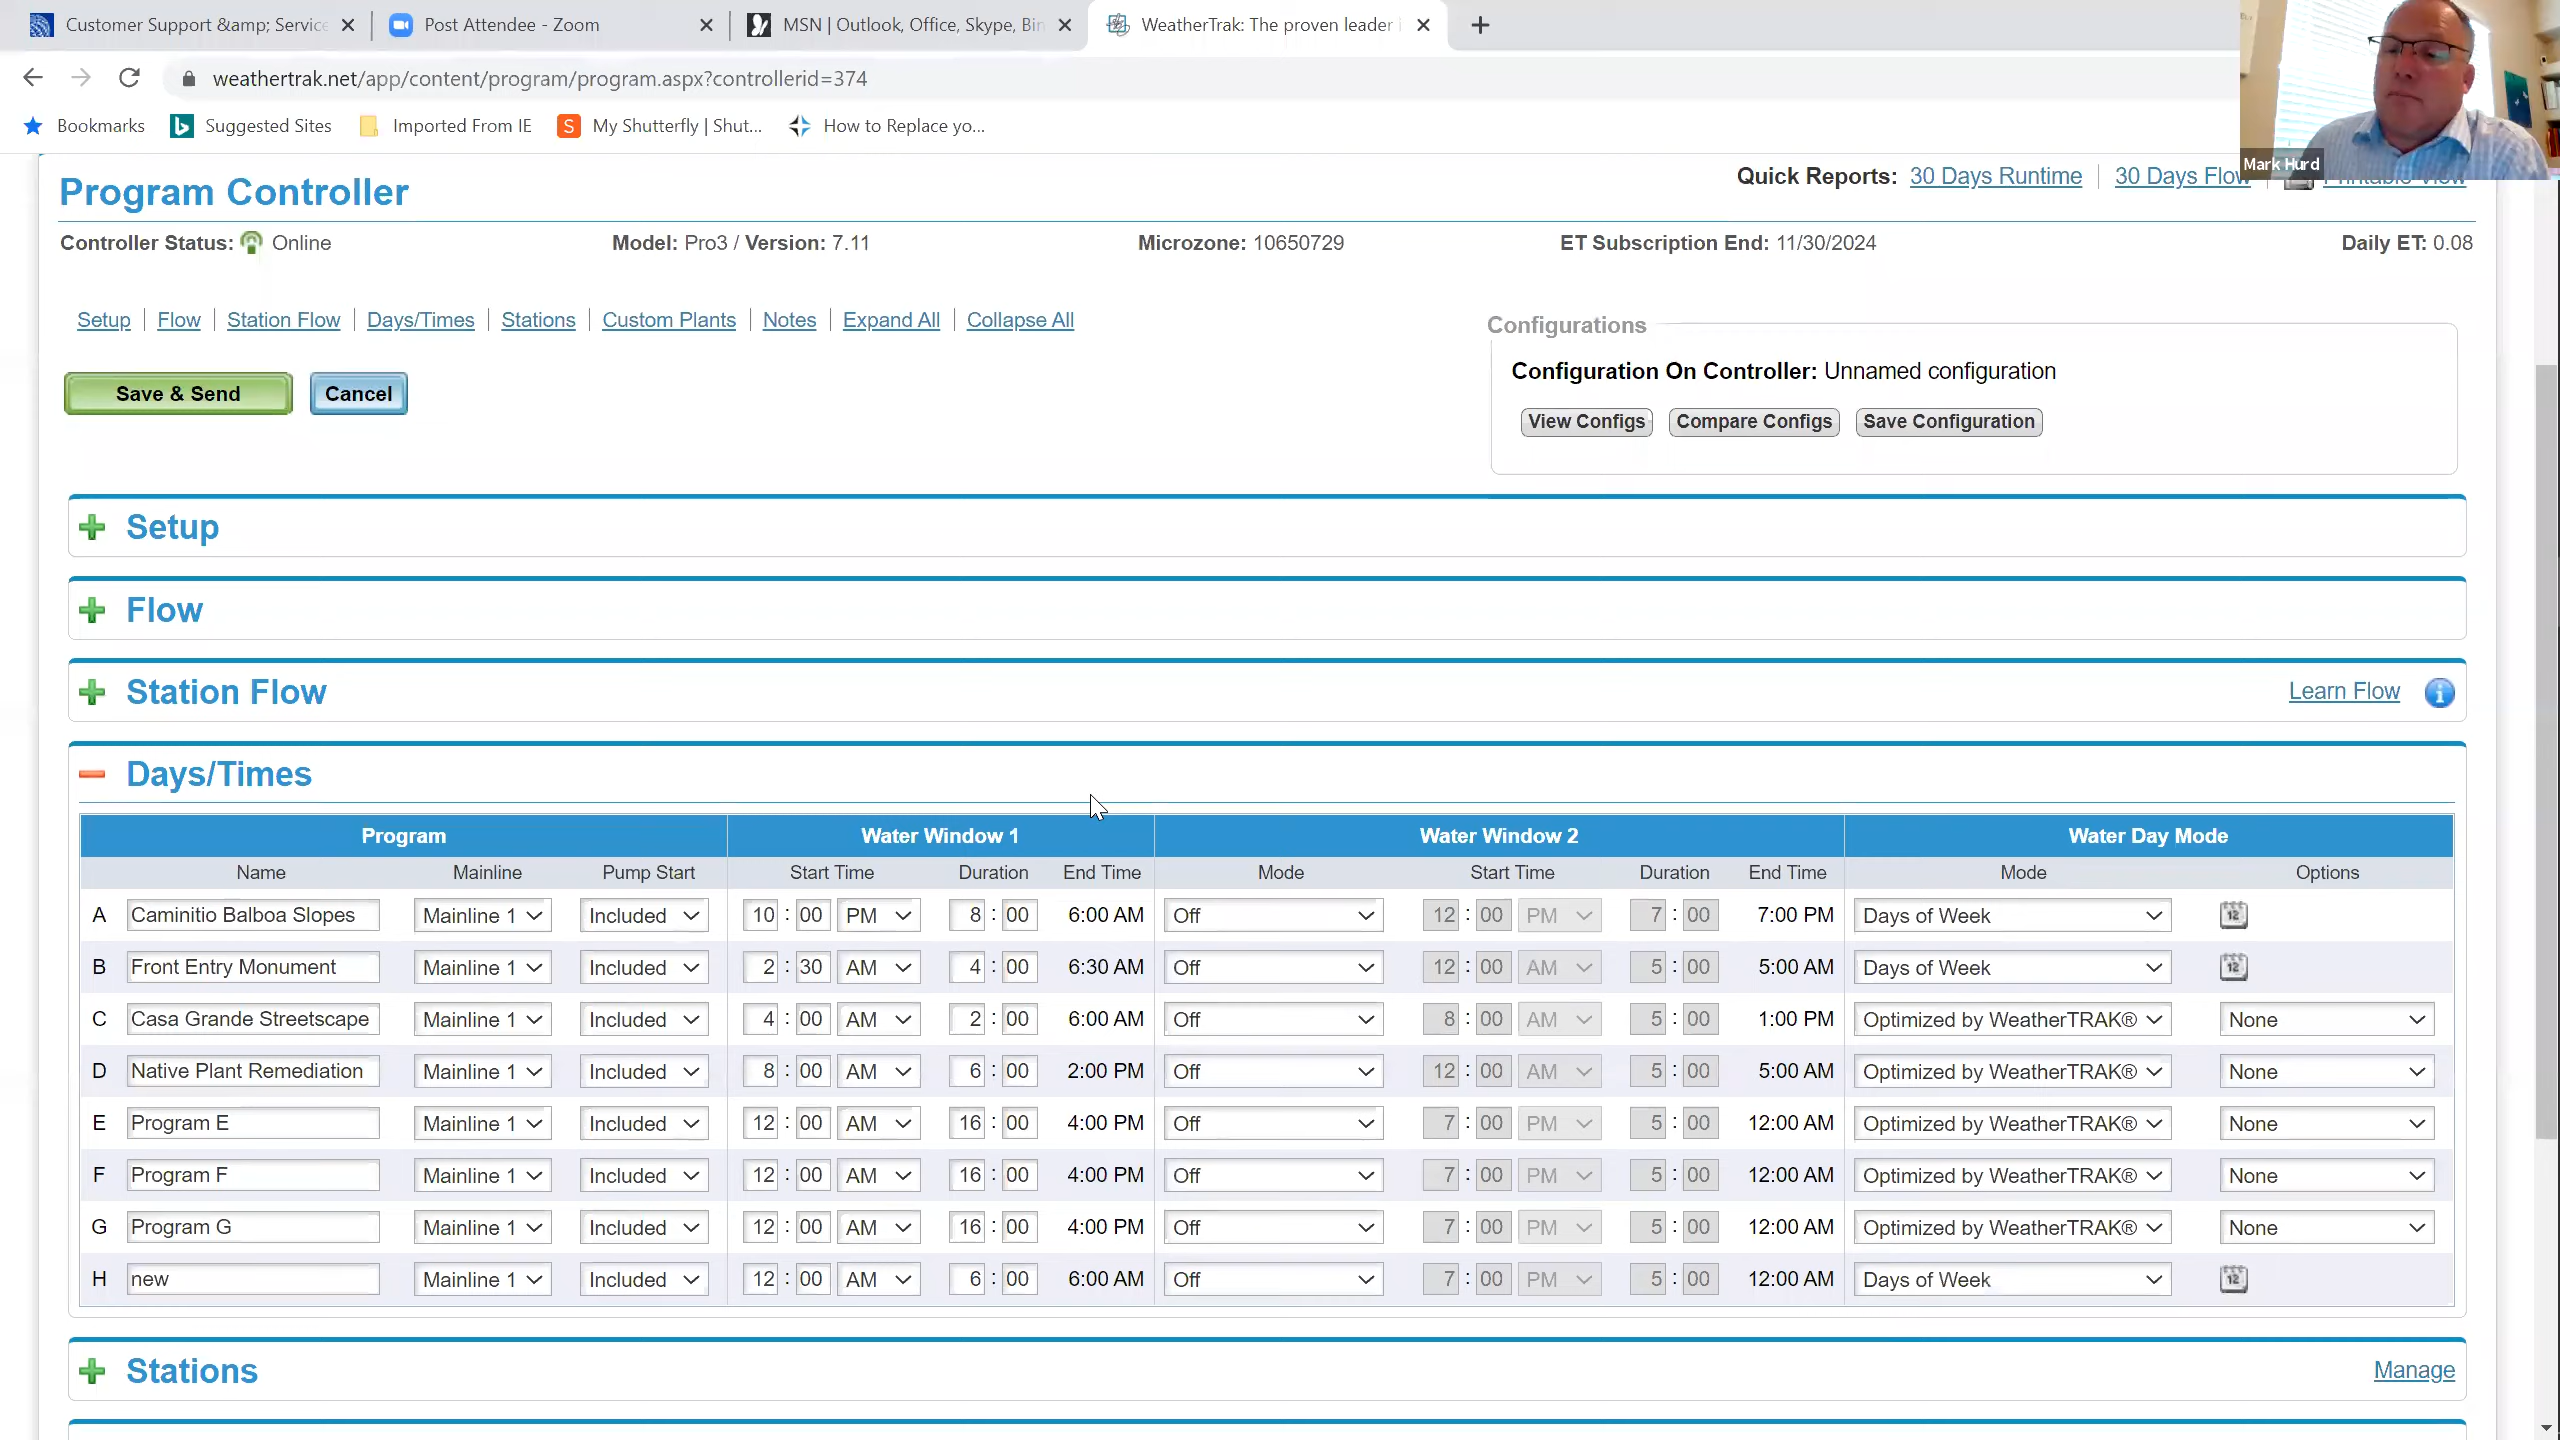 Customer Support &amp; Service
Post Attendee - Zoom
MSN | Outlook, Office, Skype, Bin
WeatherTrak: The proven leader i
weathertrak.net/app/content/program/program.aspx?controllerid=374
Bookmarks Suggested Sites Imported From IE My Shutterfly | Shut... How to Replace yo...
Mark Hurd
Program Controller
Quick Reports: 30 Days Runtime | 30 Days Flow | Printable View
Controller Status: Online Model: Pro3 / Version: 7.11 Microzone: 10650729 ET Subscription End: 11/30/2024 Daily ET: 0.08
Setup | Flow | Station Flow | Days/Times | Stations | Custom Plants | Notes | Expand All | Collapse All
Save & Send Cancel
Configurations
Configuration On Controller: Unnamed configuration
View Configs Compare Configs Save Configuration
Setup
Flow
Station Flow Learn Flow
Days/Times
Program Water Window 1 Water Window 2 Water Day Mode
Name Mainline Pump Start Start Time Duration End Time Mode Start Time Duration End Time Mode Options
A Caminitio Balboa Slopes Mainline 1 Included 10 : 00 PM 8 : 00 6:00 AM Off 12 : 00 PM 7 : 00 7:00 PM Days of Week 12
B Front Entry Monument Mainline 1 Included 2 : 30 AM 4 : 00 6:30 AM Off 12 : 00 AM 5 : 00 5:00 AM Days of Week 12
C Casa Grande Streetscape Mainline 1 Included 4 : 00 AM 2 : 00 6:00 AM Off 8 : 00 AM 5 : 00 1:00 PM Optimized by WeatherTRAK® None
D Native Plant Remediation Mainline 1 Included 8 : 00 AM 6 : 00 2:00 PM Off 12 : 00 AM 5 : 00 5:00 AM Optimized by WeatherTRAK® None
E Program E Mainline 1 Included 12 : 00 AM 16 : 00 4:00 PM Off 7 : 00 PM 5 : 00 12:00 AM Optimized by WeatherTRAK® None
F Program F Mainline 1 Included 12 : 00 AM 16 : 00 4:00 PM Off 7 : 00 PM 5 : 00 12:00 AM Optimized by WeatherTRAK® None
G Program G Mainline 1 Included 12 : 00 AM 16 : 00 4:00 PM Off 7 : 00 PM 5 : 00 12:00 AM Optimized by WeatherTRAK® None
H new Mainline 1 Included 12 : 00 AM 6 : 00 6:00 AM Off 7 : 00 PM 5 : 00 12:00 AM Days of Week 12
Stations Manage